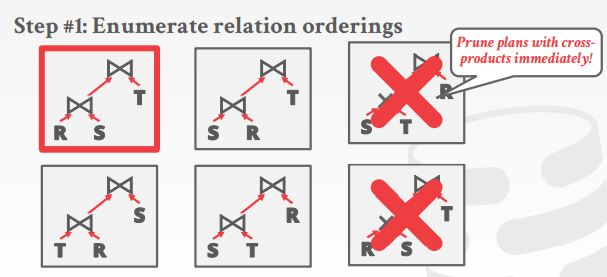 Step #1: Enumerate relation orderings
Prune plans with cross-
products immediately!
T
R S
T
S R
R
S T
S
T R
R
S T
T
R S